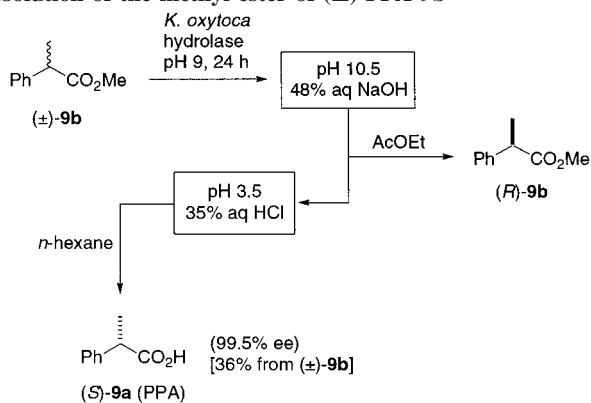 esolution of the methyl ester of (±)-PPA 9b
K. oxytoca
hydrolase
pH 9, 24 h
Ph
CO2Me
(±)-9b
pH 10.5
48% aq NaOH
AcOEt
Ph
CO2Me
(R)-9b
pH 3.5
35% aq HCl
n-hexane
Ph
CO2H
(99.5% ee)
[36% from (±)-9b]
(S)-9a (PPA)